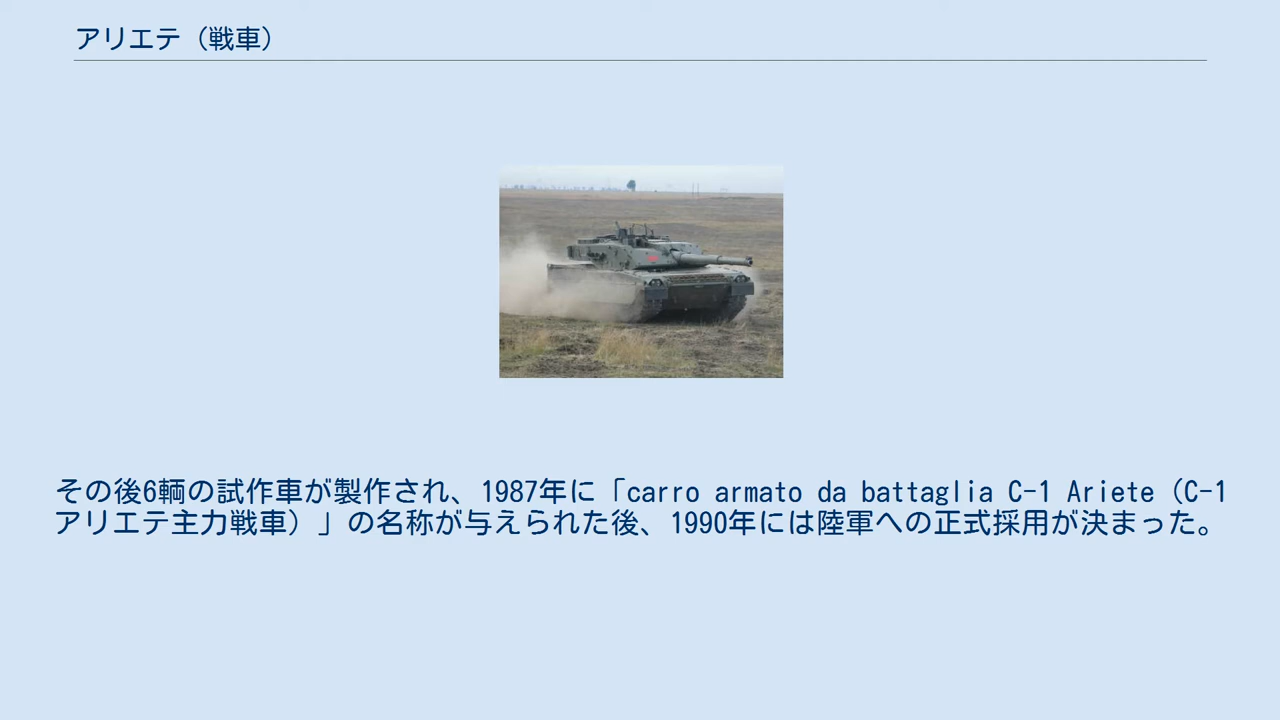 アリエテ（戦車）
その後6輌の試作車が製作され、1987年に「carro armato da battaglia C-1 Ariete（C-1
アリエテ主力戦車）」の名称が与えられた後、1990年には陸軍への正式採用が決まった。